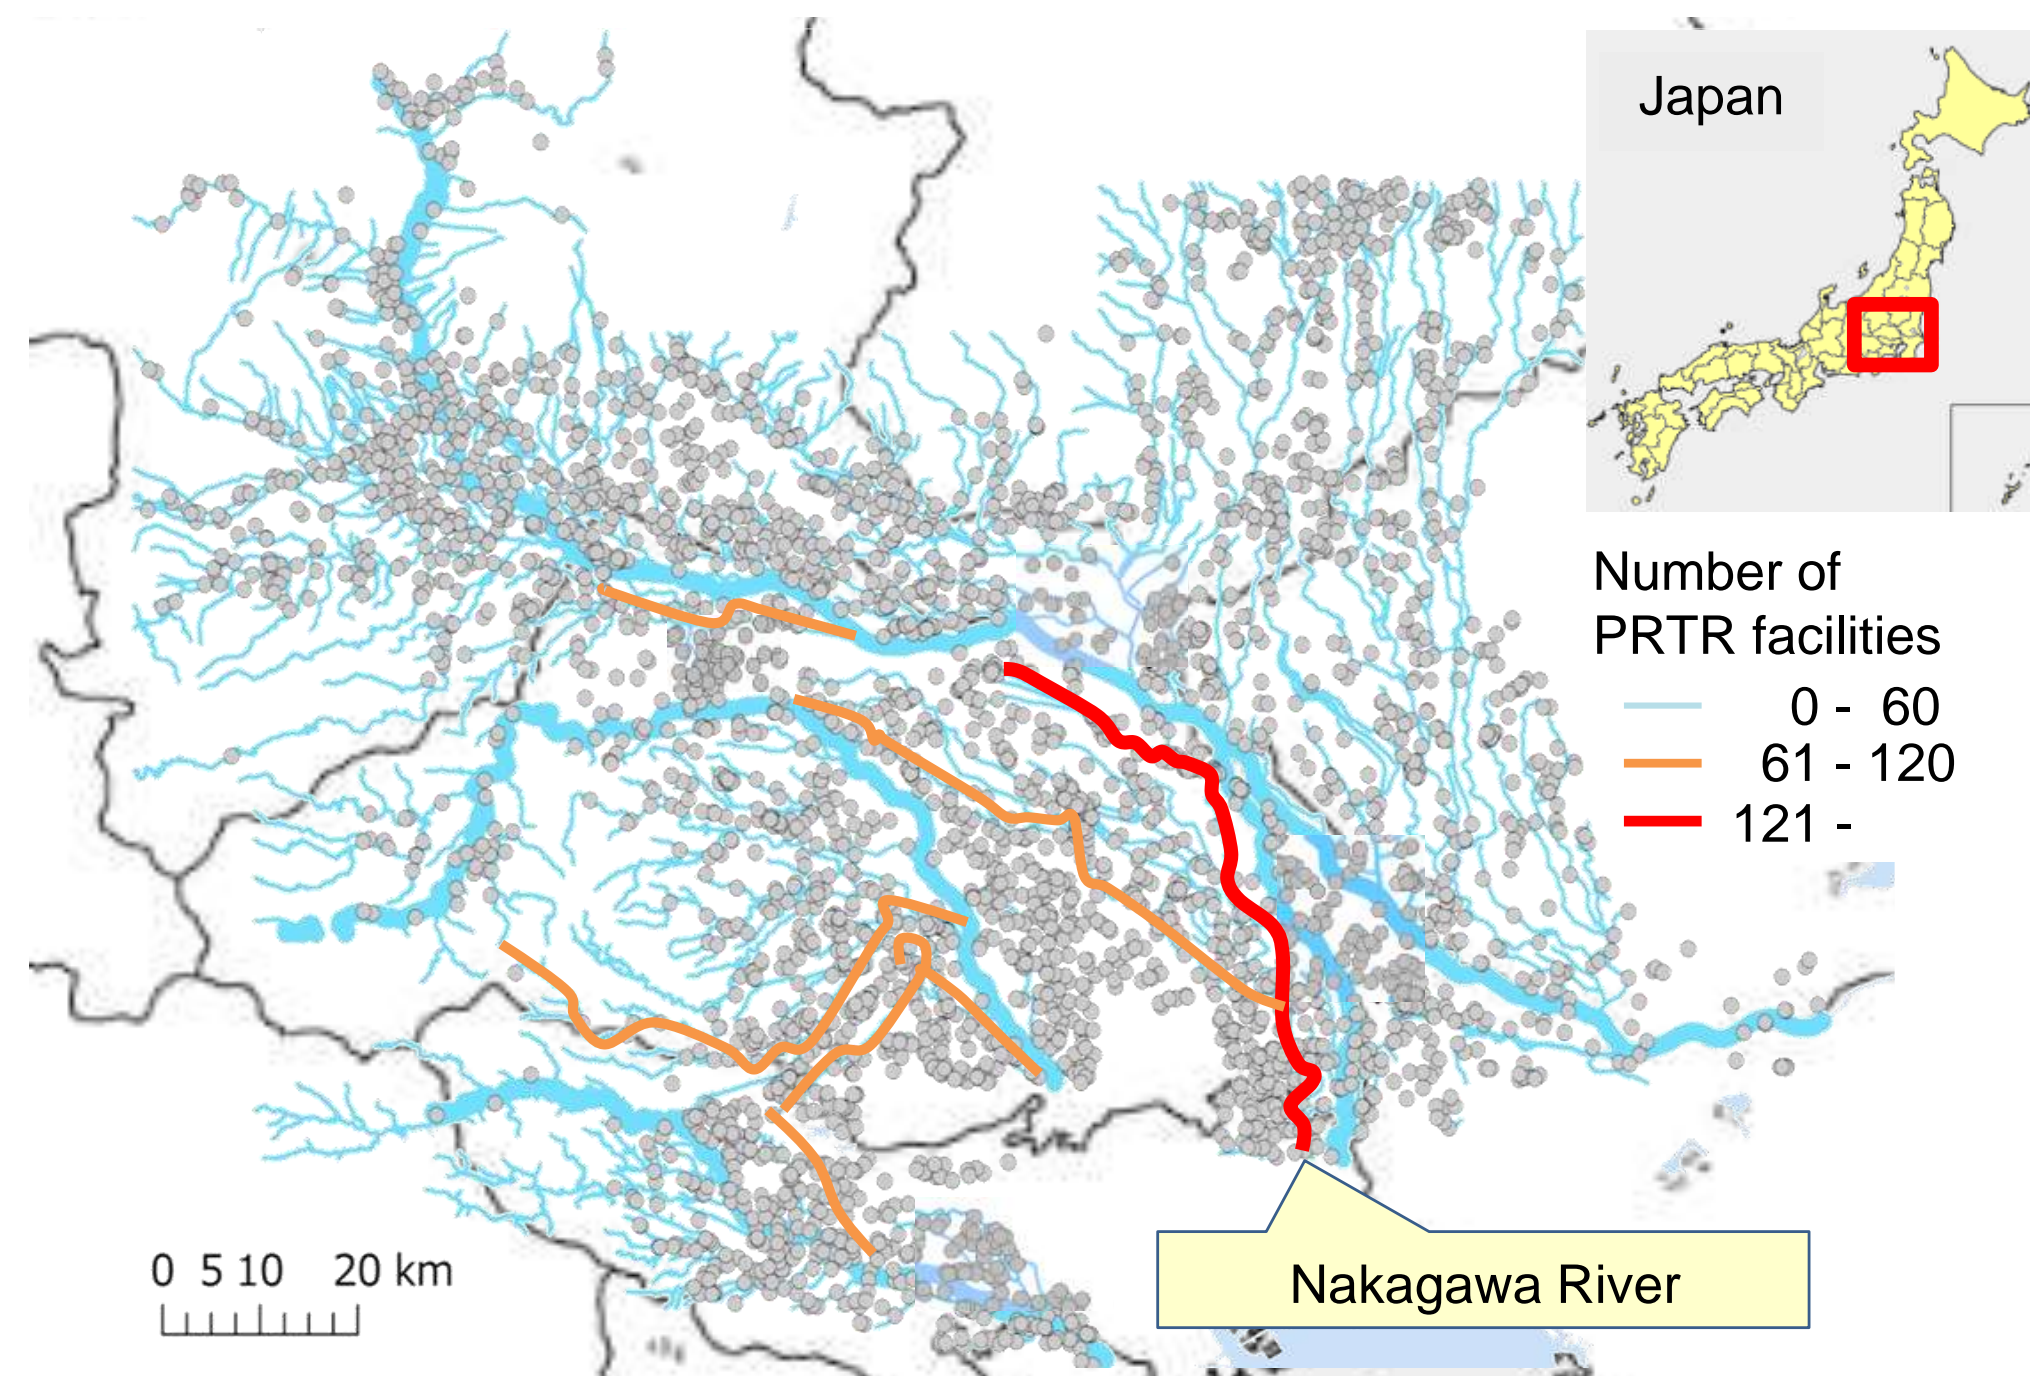 Japan
Number of
PRTR facilities
0 - 60
61 - 120
121 -
0 5 10 20 km
Nakagawa River